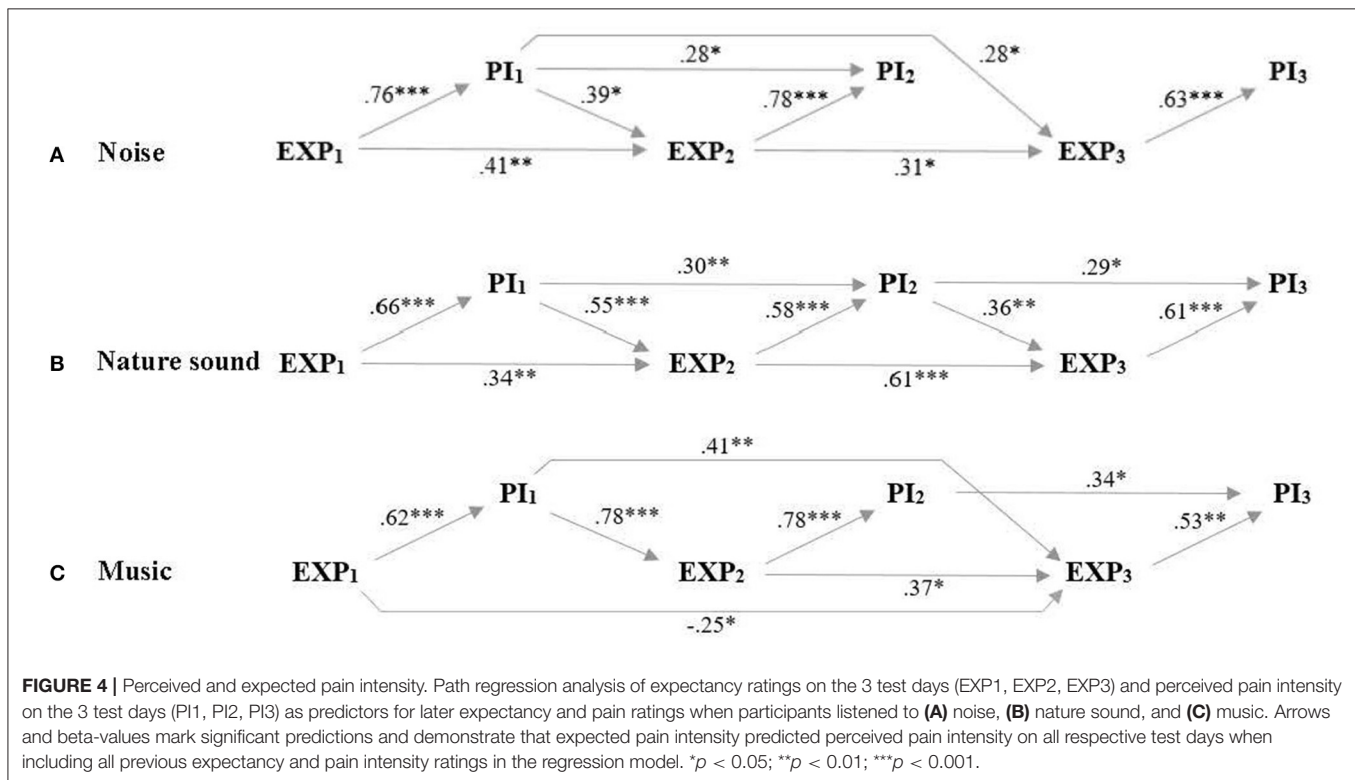 .28* .28*
PI1 PI2 PI3
.76*** .39* .78*** .63***
A Noise EXP1 EXP2 EXP3
.41** .31*
.30** .29*
PI1 PI2 PI3
.66*** .55*** .58*** .36** .61***
B Nature sound EXP1 EXP2 EXP3
.34** .61***
.41**
PI1 PI2 .34* PI3
.62*** .78*** .78*** .53**
C Music EXP1 EXP2 EXP3
.37*
-.25*
FIGURE 4 | Perceived and expected pain intensity. Path regression analysis of expectancy ratings on the 3 test days (EXP1, EXP2, EXP3) and perceived pain intensity
on the 3 test days (PI1, PI2, PI3) as predictors for later expectancy and pain ratings when participants listened to (A) noise, (B) nature sound, and (C) music. Arrows
and beta-values mark significant predictions and demonstrate that expected pain intensity predicted perceived pain intensity on all respective test days when
including all previous expectancy and pain intensity ratings in the regression model. *p < 0.05; **p < 0.01; ***p < 0.001.